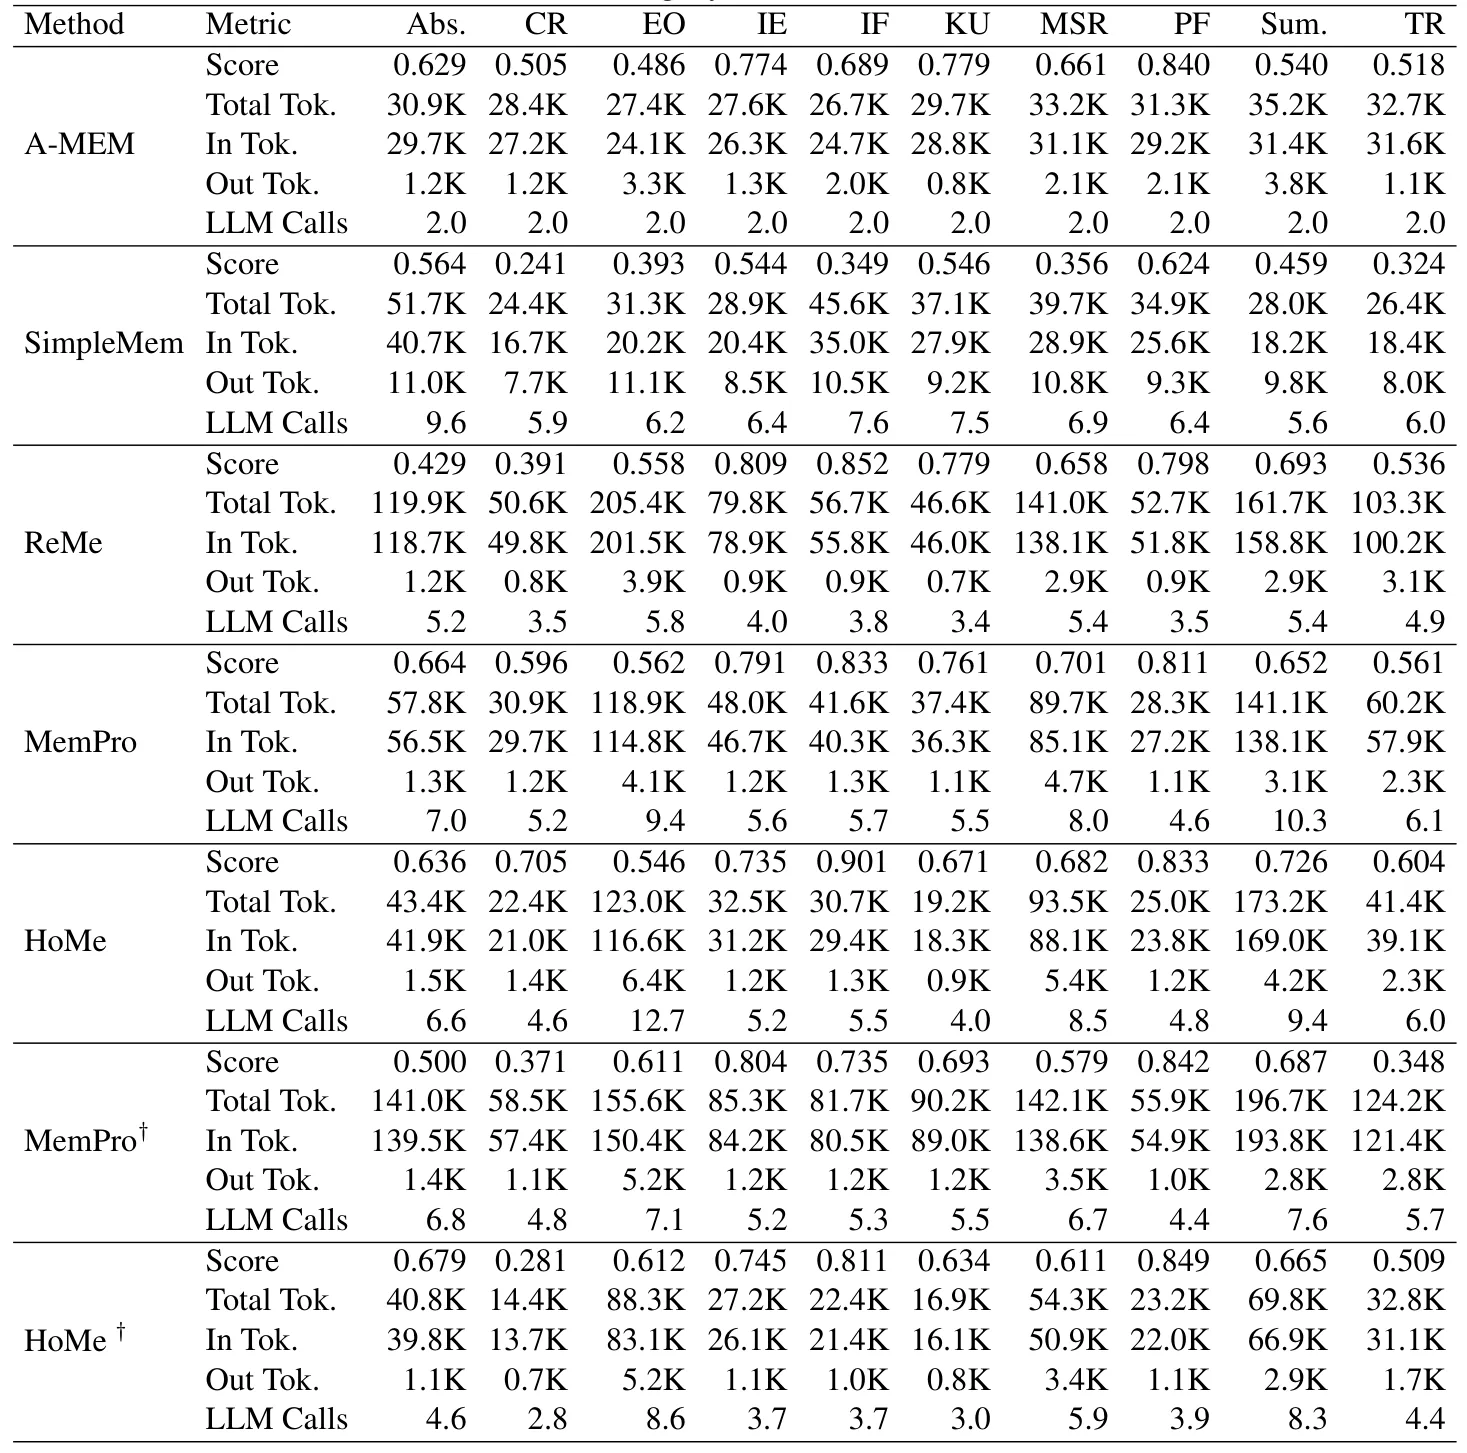 Method Metric Abs. CR EO IE IF KU MSR PF Sum. TR
Score 0.629 0.505 0.486 0.774 0.689 0.779 0.661 0.840 0.540 0.518
Total Tok. 30.9K 28.4K 27.4K 27.6K 26.7K 29.7K 33.2K 31.3K 35.2K 32.7K
A-MEM In Tok. 29.7K 27.2K 24.1K 26.3K 24.7K 28.8K 31.1K 29.2K 31.4K 31.6K
Out Tok. 1.2K 1.2K 3.3K 1.3K 2.0K 0.8K 2.1K 2.1K 3.8K 1.1K
LLM Calls 2.0 2.0 2.0 2.0 2.0 2.0 2.0 2.0 2.0 2.0
Score 0.564 0.241 0.393 0.544 0.349 0.546 0.356 0.624 0.459 0.324
Total Tok. 51.7K 24.4K 31.3K 28.9K 45.6K 37.1K 39.7K 34.9K 28.0K 26.4K
SimpleMem In Tok. 40.7K 16.7K 20.2K 20.4K 35.0K 27.9K 28.9K 25.6K 18.2K 18.4K
Out Tok. 11.0K 7.7K 11.1K 8.5K 10.5K 9.2K 10.8K 9.3K 9.8K 8.0K
LLM Calls 9.6 5.9 6.2 6.4 7.6 7.5 6.9 6.4 5.6 6.0
Score 0.429 0.391 0.558 0.809 0.852 0.779 0.658 0.798 0.693 0.536
Total Tok. 119.9K 50.6K 205.4K 79.8K 56.7K 46.6K 141.0K 52.7K 161.7K 103.3K
ReMe In Tok. 118.7K 49.8K 201.5K 78.9K 55.8K 46.0K 138.1K 51.8K 158.8K 100.2K
Out Tok. 1.2K 0.8K 3.9K 0.9K 0.9K 0.7K 2.9K 0.9K 2.9K 3.1K
LLM Calls 5.2 3.5 5.8 4.0 3.8 3.4 5.4 3.5 5.4 4.9
Score 0.664 0.596 0.562 0.791 0.833 0.761 0.701 0.811 0.652 0.561
Total Tok. 57.8K 30.9K 118.9K 48.0K 41.6K 37.4K 89.7K 28.3K 141.1K 60.2K
MemPro In Tok. 56.5K 29.7K 114.8K 46.7K 40.3K 36.3K 85.1K 27.2K 138.1K 57.9K
Out Tok. 1.3K 1.2K 4.1K 1.2K 1.3K 1.1K 4.7K 1.1K 3.1K 2.3K
LLM Calls 7.0 5.2 9.4 5.6 5.7 5.5 8.0 4.6 10.3 6.1
Score 0.636 0.705 0.546 0.735 0.901 0.671 0.682 0.833 0.726 0.604
Total Tok. 43.4K 22.4K 123.0K 32.5K 30.7K 19.2K 93.5K 25.0K 173.2K 41.4K
HoMe In Tok. 41.9K 21.0K 116.6K 31.2K 29.4K 18.3K 88.1K 23.8K 169.0K 39.1K
Out Tok. 1.5K 1.4K 6.4K 1.2K 1.3K 0.9K 5.4K 1.2K 4.2K 2.3K
LLM Calls 6.6 4.6 12.7 5.2 5.5 4.0 8.5 4.8 9.4 6.0
Score 0.500 0.371 0.611 0.804 0.735 0.693 0.579 0.842 0.687 0.348
Total Tok. 141.0K 58.5K 155.6K 85.3K 81.7K 90.2K 142.1K 55.9K 196.7K 124.2K
MemPro† In Tok. 139.5K 57.4K 150.4K 84.2K 80.5K 89.0K 138.6K 54.9K 193.8K 121.4K
Out Tok. 1.4K 1.1K 5.2K 1.2K 1.2K 1.2K 3.5K 1.0K 2.8K 2.8K
LLM Calls 6.8 4.8 7.1 5.2 5.3 5.5 6.7 4.4 7.6 5.7
Score 0.679 0.281 0.612 0.745 0.811 0.634 0.611 0.849 0.665 0.509
Total Tok. 40.8K 14.4K 88.3K 27.2K 22.4K 16.9K 54.3K 23.2K 69.8K 32.8K
HoMe † In Tok. 39.8K 13.7K 83.1K 26.1K 21.4K 16.1K 50.9K 22.0K 66.9K 31.1K
Out Tok. 1.1K 0.7K 5.2K 1.1K 1.0K 0.8K 3.4K 1.1K 2.9K 1.7K
LLM Calls 4.6 2.8 8.6 3.7 3.7 3.0 5.9 3.9 8.3 4.4